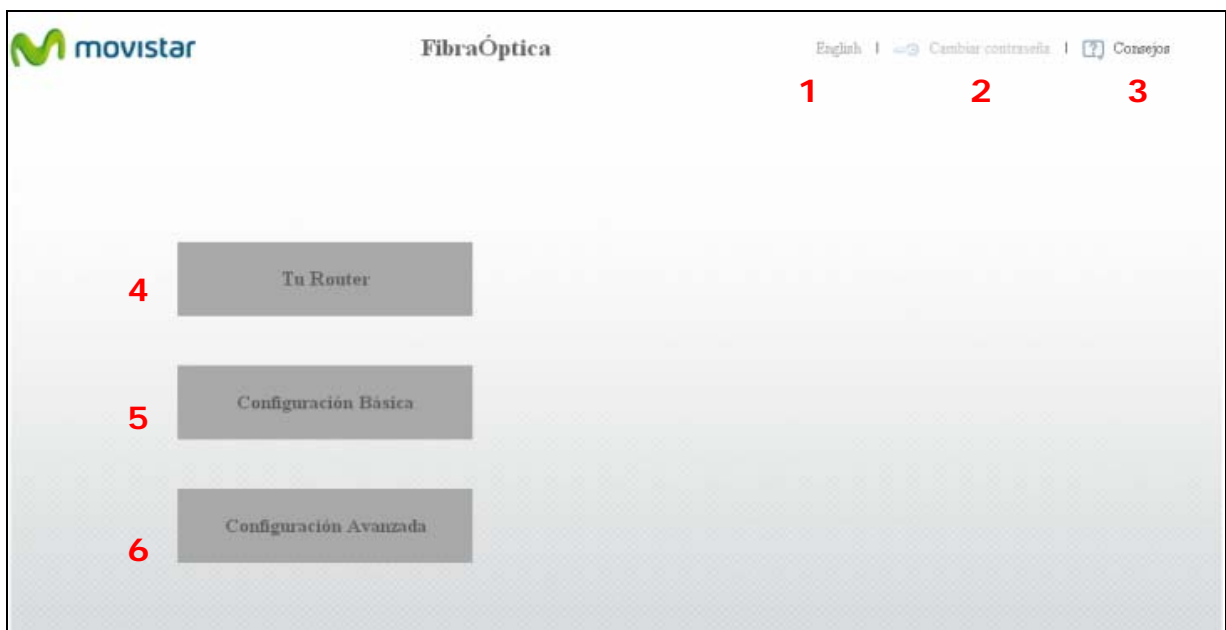 movistar FibraÓptica English | Cambiar contraseña | Consejos
1 2 3
4 Tu Router
5 Configuración Básica
6 Configuración Avanzada